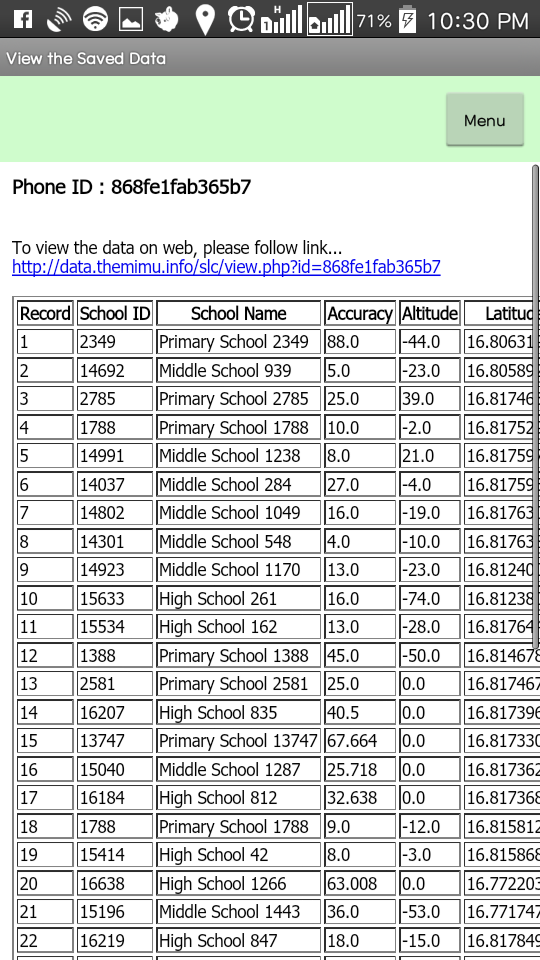 H 71% 10:30 PM
View the Saved Data
Menu
Phone ID : 868fe1fab365b7
To view the data on web, please follow link...
http://data.themimu.info/slc/view.php?id=868fe1fab365b7
Record School ID School Name Accuracy Altitude
1 2349 Primary School 2349 88.0 -44.0 16.80631
2 14692 Middle School 939 5.0 -23.0 16.80589
3 2785 Primary School 2785 25.0 39.0 16.81746
4 1788 Primary School 1788 10.0 -2.0 16.81752
5 14991 Middle School 1238 8.0 21.0 16.81759
6 14037 Middle School 284 27.0 -4.0 16.81759
7 14802 Middle School 1049 16.0 -19.0 16.81763
8 14301 Middle School 548 4.0 -10.0 16.81763
9 14923 Middle School 1170 13.0 -23.0 16.81240
10 15633 High School 261 16.0 -74.0 16.81238
11 15534 High School 162 13.0 -28.0 16.81764
12 1388 Primary School 1388 45.0 -50.0 16.814678
13 2581 Primary School 2581 25.0 0.0 16.817467
14 16207 High School 835 40.5 0.0 16.817396
15 13747 Primary School 13747 67.664 0.0 16.817330
16 15040 Middle School 1287 25.718 0.0 16.817362
17 16184 High School 812 32.638 0.0 16.817368
18 1788 Primary School 1788 9.0 -12.0 16.815812
19 15414 High School 42 8.0 -3.0 16.815868
20 16638 High School 1266 63.008 0.0 16.772203
21 15196 Middle School 1443 36.0 -53.0 16.771747
22 16219 High School 847 18.0 -15.0 16.817849